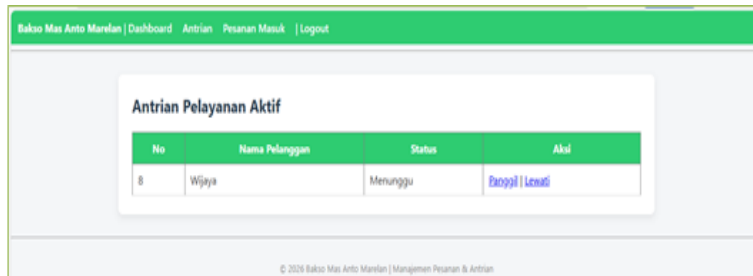 Bakso Mas Anto Marelan | Dashboard Antrian Pesanan Masuk | Logout
Antrian Pelayanan Aktif
No Nama Pelanggan Status Aksi
8 Wijaya Menunggu Panggil | Lewati
© 2026 Bakso Mas Anto Marelan | Manajemen Pesanan & Antrian